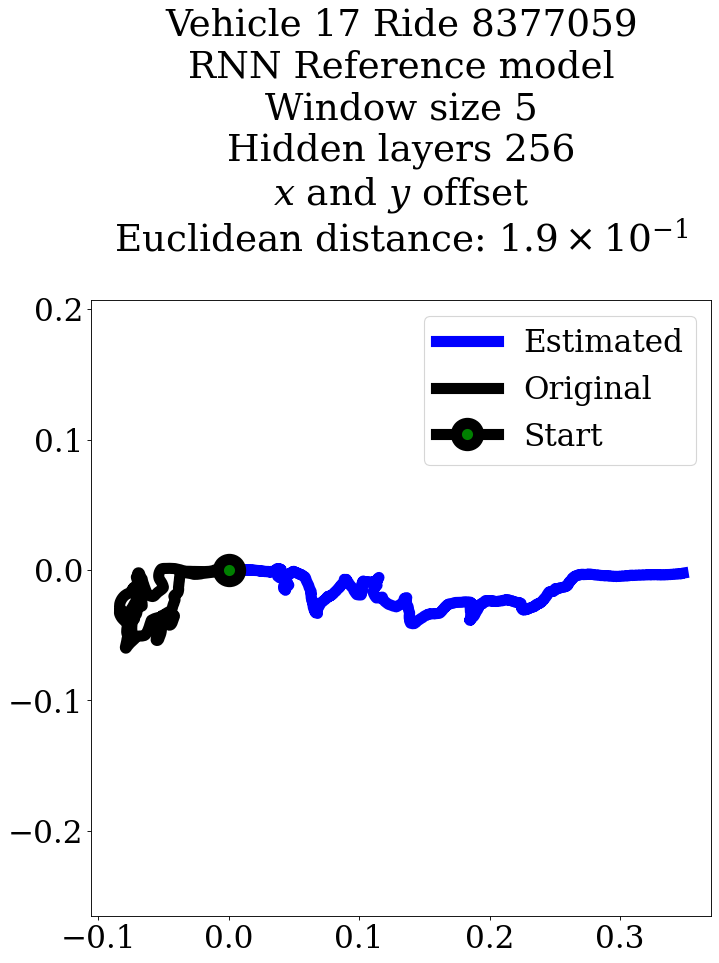 Vehicle 17 Ride 8377059
RNN Reference model
Window size 5
Hidden layers 256
x and y offset
Euclidean distance: 1.9 × 10⁻¹
Estimated
Original
Start
0.2
0.1
0.0
−0.1
−0.2
−0.1 0.0 0.1 0.2 0.3